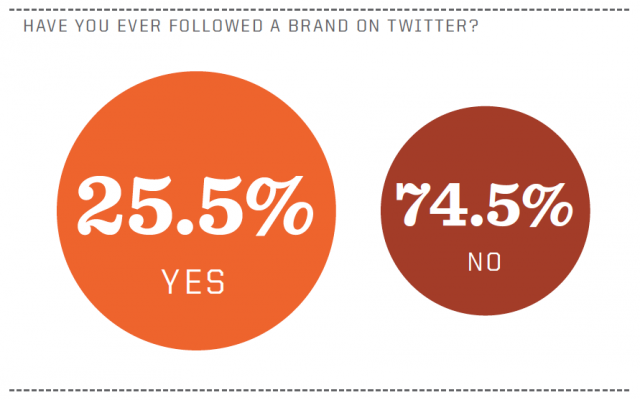 HAVE YOU EVER FOLLOWED A BRAND ON TWITTER?
25.5%
YES
74.5%
NO